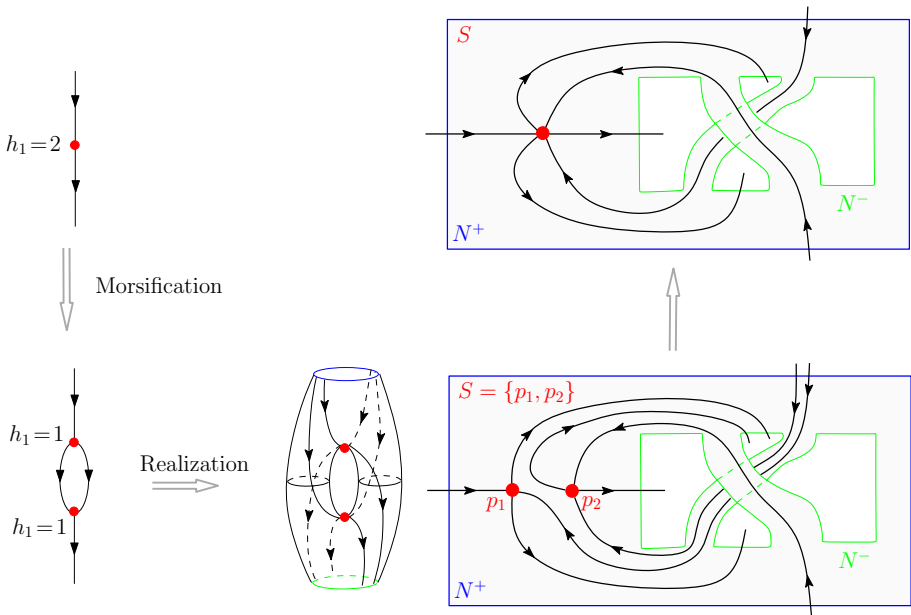 h₁=2
Morsification
h₁=1
h₁=1
Realization
S
N⁺
N⁻
S = {p₁, p₂}
p₁
p₂
N⁺
N⁻